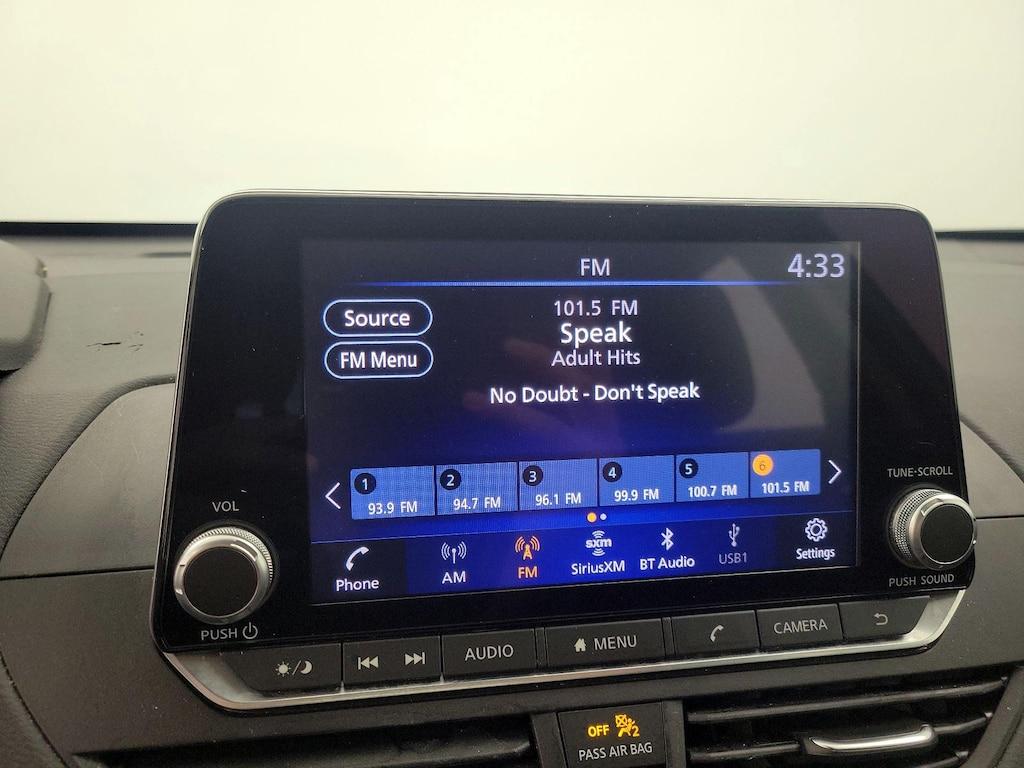 FM
4:33
Source
FM Menu
101.5 FM
Speak
Adult Hits
No Doubt - Don't Speak
1
93.9 FM
2
94.7 FM
3
96.1 FM
4
99.9 FM
5
100.7 FM
6
101.5 FM
Phone
AM
FM
sxm
SiriusXM
BT Audio
USB1
Settings
VOL
PUSH
TUNE·SCROLL
PUSH SOUND
AUDIO
MENU
CAMERA
OFF
2
PASS AIR BAG